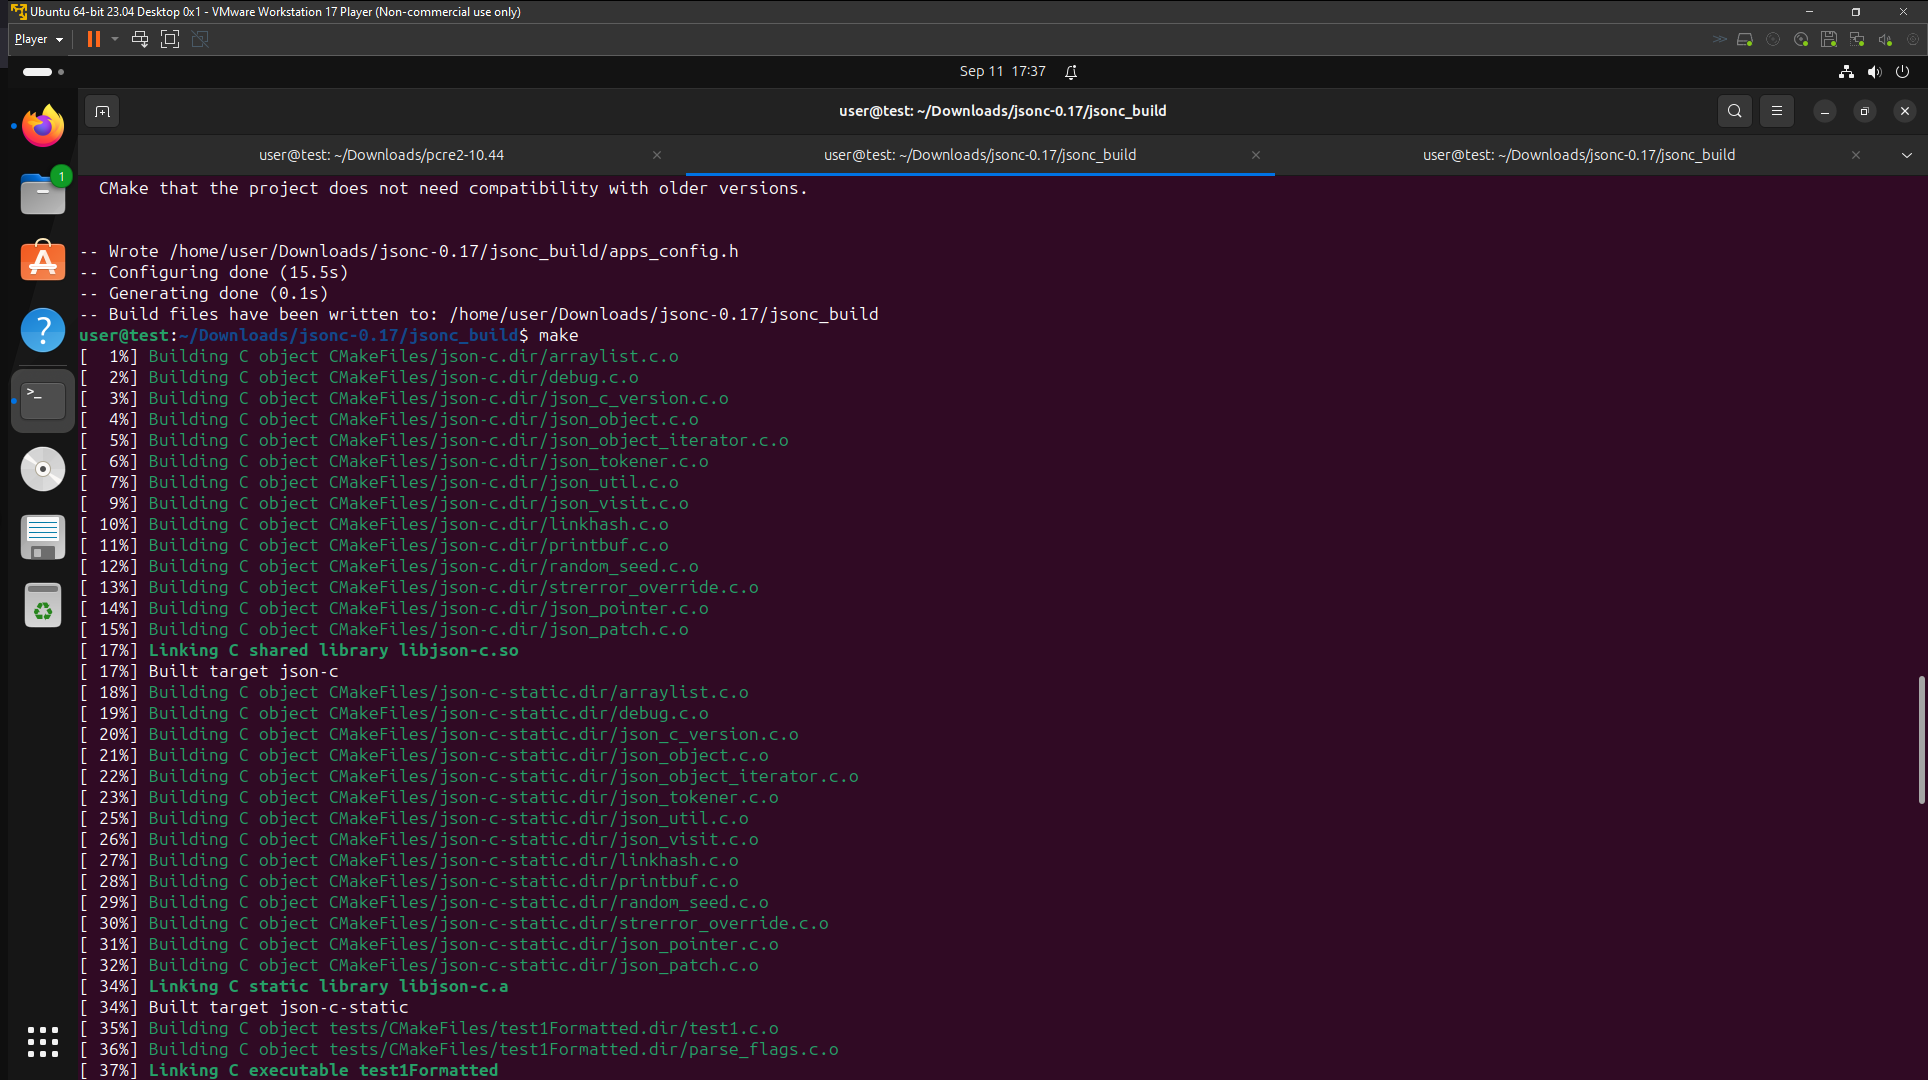 Ubuntu 64-bit 23.04 Desktop 0x1 - VMware Workstation 17 Player (Non-commercial use only)
Player
Sep 11 17:37
user@test: ~/Downloads/jsonc-0.17/jsonc_build
user@test: ~/Downloads/pcre2-10.44
user@test: ~/Downloads/jsonc-0.17/jsonc_build
user@test: ~/Downloads/jsonc-0.17/jsonc_build
1
CMake that the project does not need compatibility with older versions.
-- Wrote /home/user/Downloads/jsonc-0.17/jsonc_build/apps_config.h
-- Configuring done (15.5s)
-- Generating done (0.1s)
-- Build files have been written to: /home/user/Downloads/jsonc-0.17/jsonc_build
user@test:~/Downloads/jsonc-0.17/jsonc_build$ make
[  1%] Building C object CMakeFiles/json-c.dir/arraylist.c.o
[  2%] Building C object CMakeFiles/json-c.dir/debug.c.o
[  3%] Building C object CMakeFiles/json-c.dir/json_c_version.c.o
[  4%] Building C object CMakeFiles/json-c.dir/json_object.c.o
[  5%] Building C object CMakeFiles/json-c.dir/json_object_iterator.c.o
[  6%] Building C object CMakeFiles/json-c.dir/json_tokener.c.o
[  7%] Building C object CMakeFiles/json-c.dir/json_util.c.o
[  9%] Building C object CMakeFiles/json-c.dir/json_visit.c.o
[ 10%] Building C object CMakeFiles/json-c.dir/linkhash.c.o
[ 11%] Building C object CMakeFiles/json-c.dir/printbuf.c.o
[ 12%] Building C object CMakeFiles/json-c.dir/random_seed.c.o
[ 13%] Building C object CMakeFiles/json-c.dir/strerror_override.c.o
[ 14%] Building C object CMakeFiles/json-c.dir/json_pointer.c.o
[ 15%] Building C object CMakeFiles/json-c.dir/json_patch.c.o
[ 17%] Linking C shared library libjson-c.so
[ 17%] Built target json-c
[ 18%] Building C object CMakeFiles/json-c-static.dir/arraylist.c.o
[ 19%] Building C object CMakeFiles/json-c-static.dir/debug.c.o
[ 20%] Building C object CMakeFiles/json-c-static.dir/json_c_version.c.o
[ 21%] Building C object CMakeFiles/json-c-static.dir/json_object.c.o
[ 22%] Building C object CMakeFiles/json-c-static.dir/json_object_iterator.c.o
[ 23%] Building C object CMakeFiles/json-c-static.dir/json_tokener.c.o
[ 25%] Building C object CMakeFiles/json-c-static.dir/json_util.c.o
[ 26%] Building C object CMakeFiles/json-c-static.dir/json_visit.c.o
[ 27%] Building C object CMakeFiles/json-c-static.dir/linkhash.c.o
[ 28%] Building C object CMakeFiles/json-c-static.dir/printbuf.c.o
[ 29%] Building C object CMakeFiles/json-c-static.dir/random_seed.c.o
[ 30%] Building C object CMakeFiles/json-c-static.dir/strerror_override.c.o
[ 31%] Building C object CMakeFiles/json-c-static.dir/json_pointer.c.o
[ 32%] Building C object CMakeFiles/json-c-static.dir/json_patch.c.o
[ 34%] Linking C static library libjson-c.a
[ 34%] Built target json-c-static
[ 35%] Building C object tests/CMakeFiles/test1Formatted.dir/test1.c.o
[ 36%] Building C object tests/CMakeFiles/test1Formatted.dir/parse_flags.c.o
[ 37%] Linking C executable test1Formatted